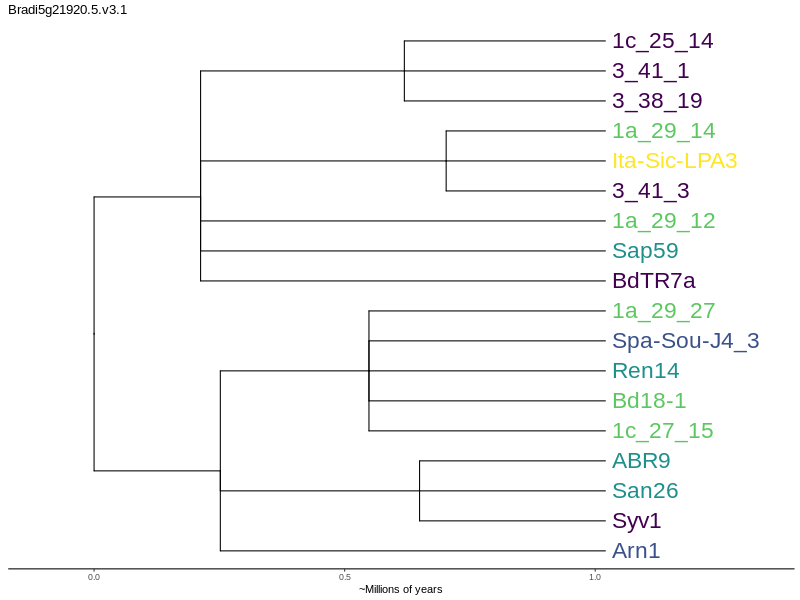 Bradi5g21920.5.v3.1
1c_25_14
3_41_1
3_38_19
1a_29_14
Ita-Sic-LPA3
3_41_3
1a_29_12
Sap59
BdTR7a
1a_29_27
Spa-Sou-J4_3
Ren14
Bd18-1
1c_27_15
ABR9
San26
Syv1
Arn1
0.0 0.5 1.0
~Millions of years